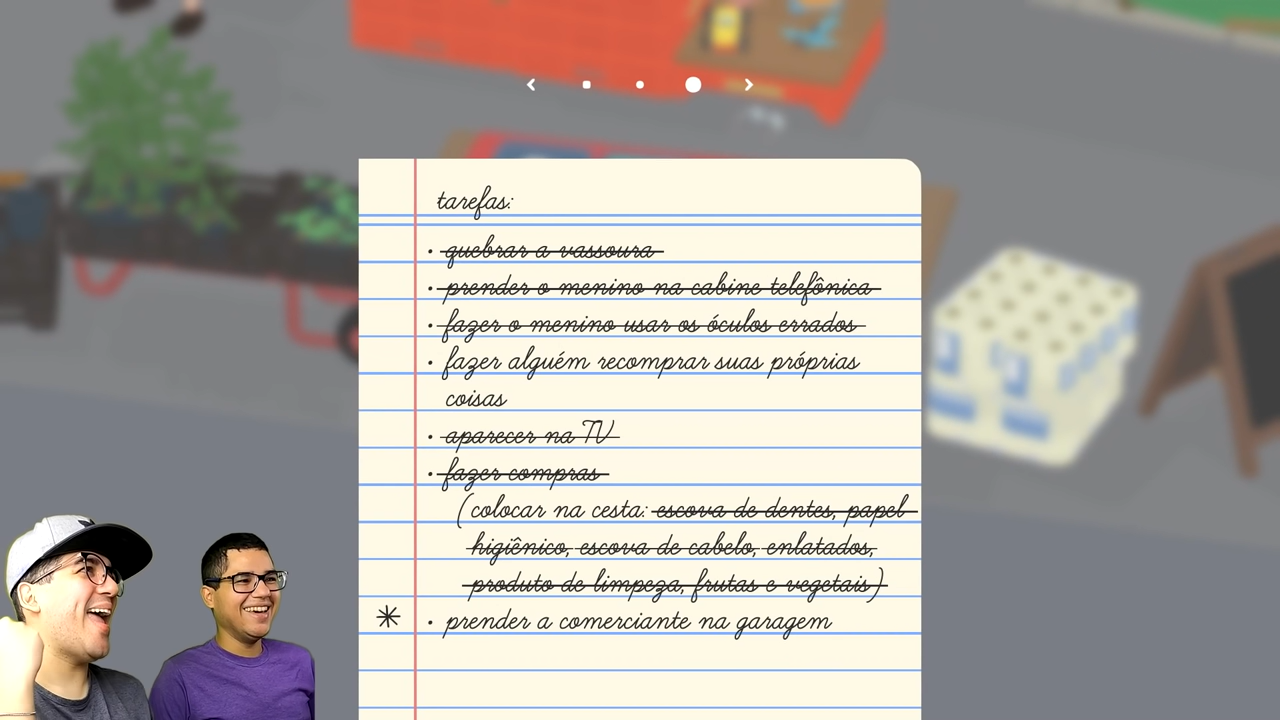 tarefas:
• quebrar a vassoura
• prender o menino na cabine telefônica
• fazer o menino usar os óculos errados
• fazer alguém recomprar suas próprias
coisas
• aparecer na TV
• fazer compras
(colocar na cesta: escova de dentes, papel
higiênico, escova de cabelo, enlatados,
produto de limpeza, frutas e vegetais)
• prender a comerciante na garagem